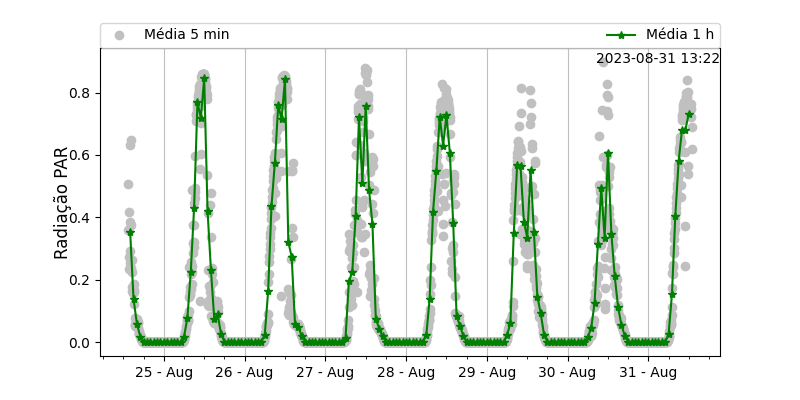 Média 5 min
Média 1 h
2023-08-31 13:22
Radiação PAR
0.8
0.6
0.4
0.2
0.0
25 - Aug
26 - Aug
27 - Aug
28 - Aug
29 - Aug
30 - Aug
31 - Aug